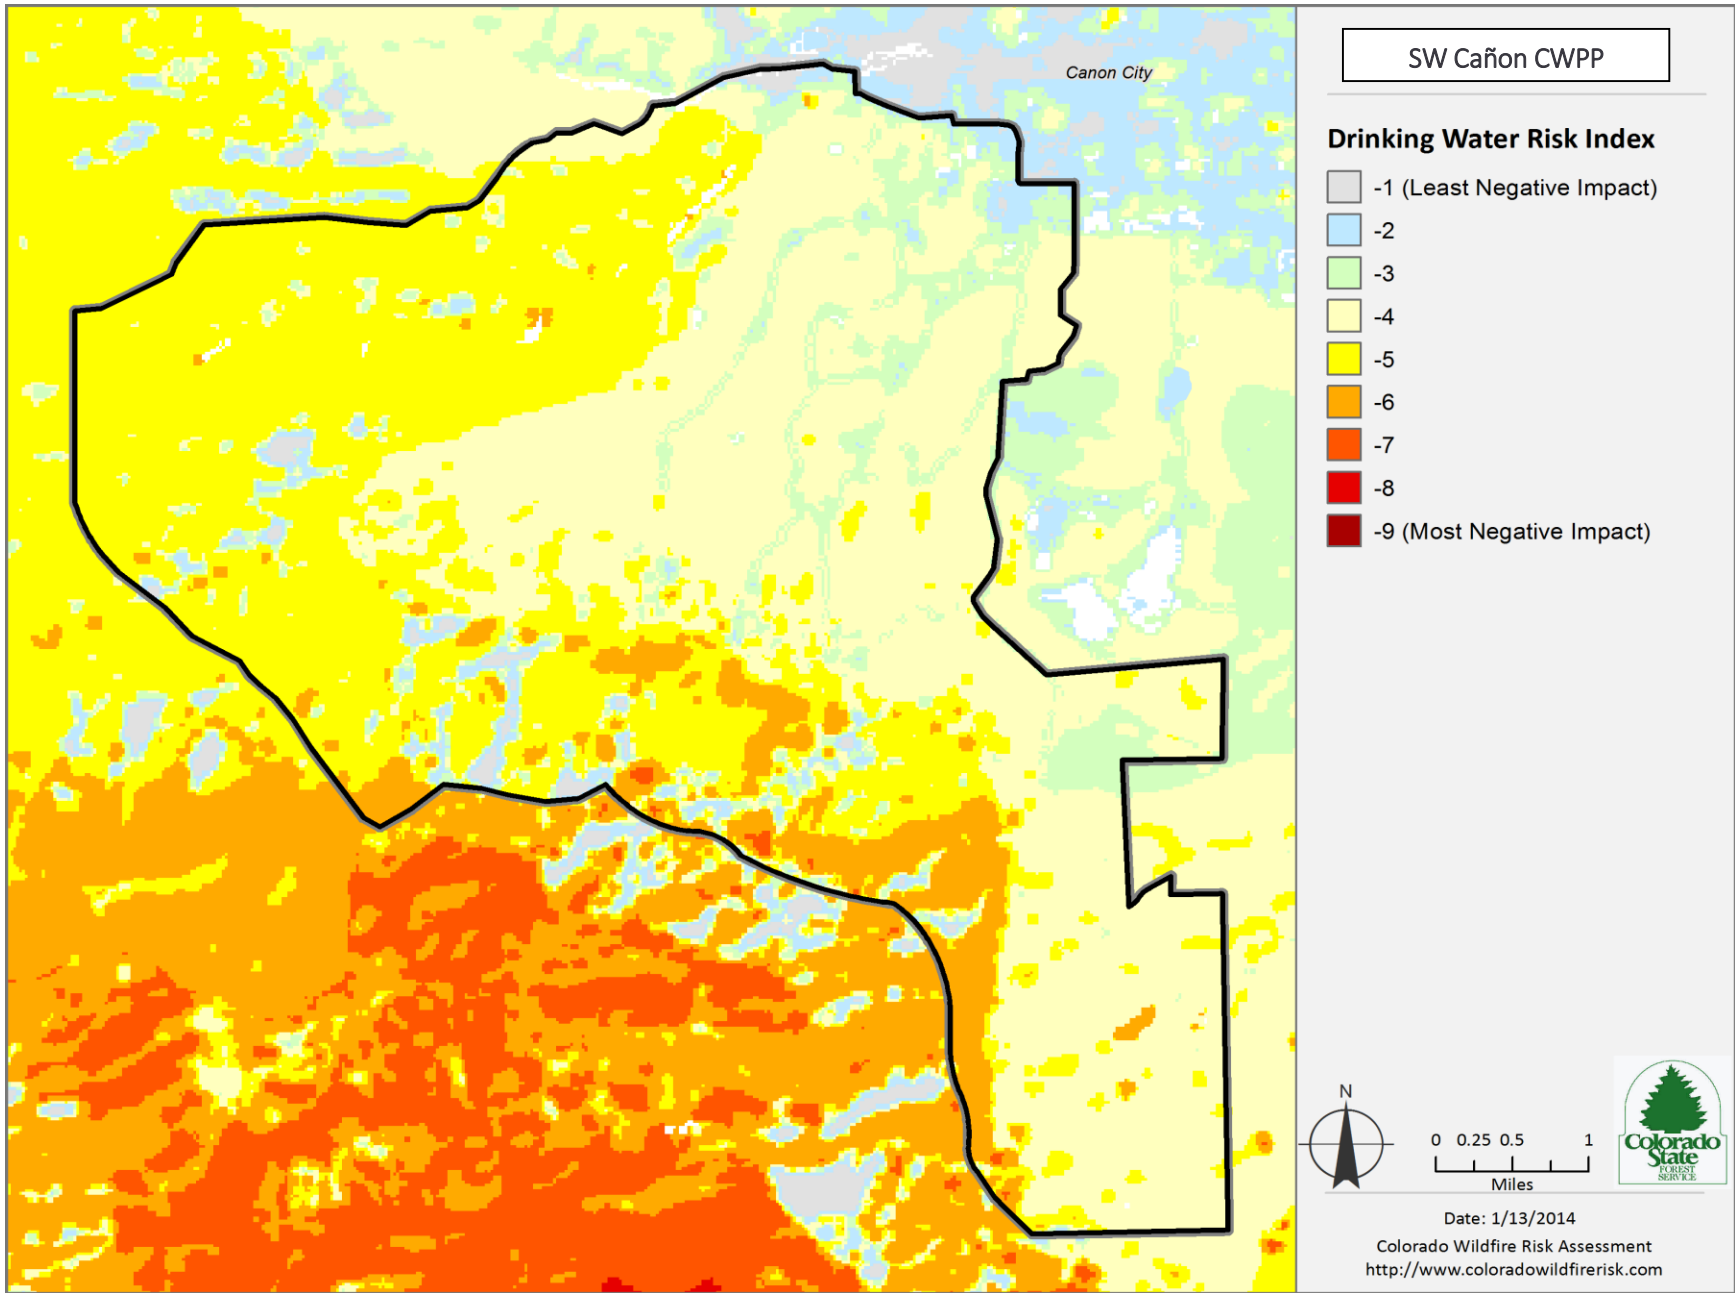 Canon City
SW Cañon CWPP
Drinking Water Risk Index
-1 (Least Negative Impact)
-2
-3
-4
-5
-6
-7
-8
-9 (Most Negative Impact)
N
0 0.25 0.5 1
Miles
Colorado
State
FOREST
SERVICE
Date: 1/13/2014
Colorado Wildfire Risk Assessment
http://www.coloradowildfirerisk.com